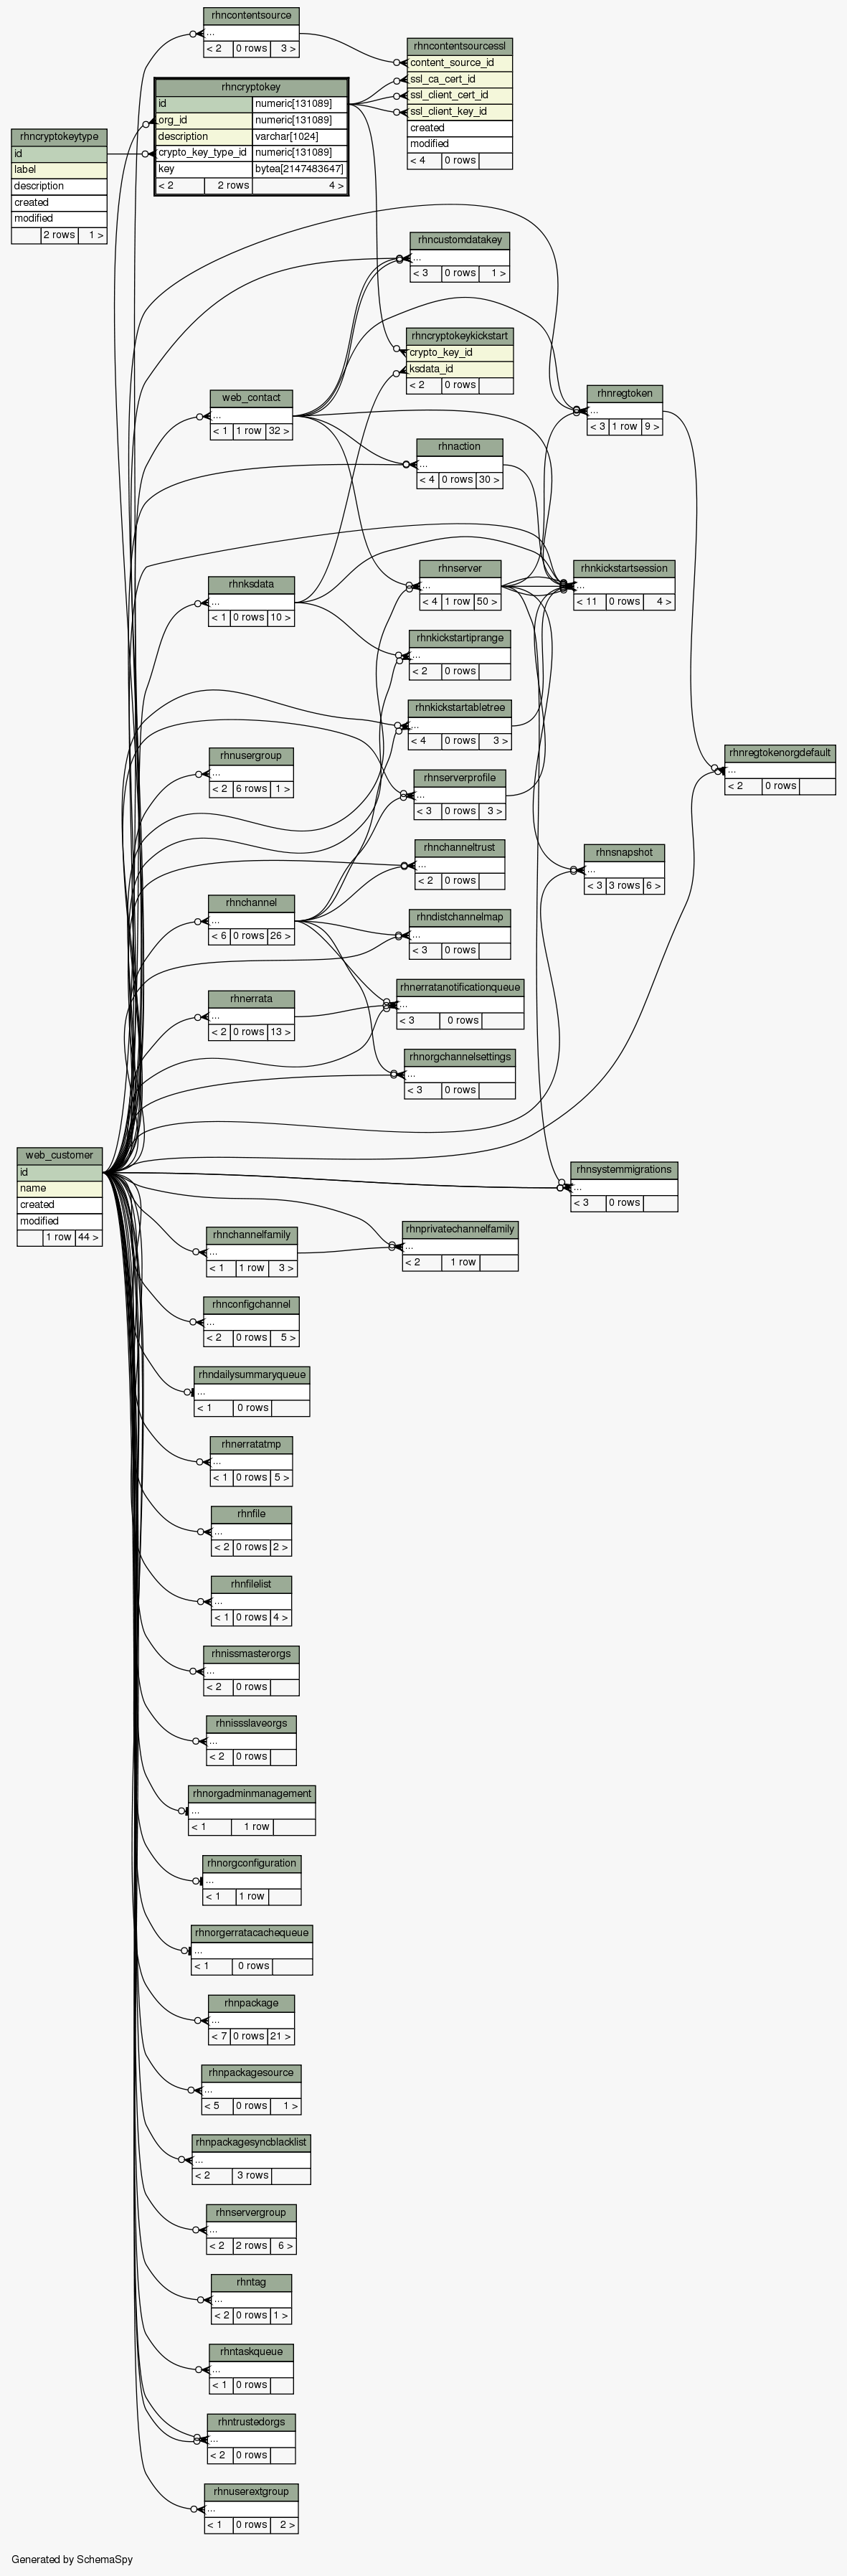 rhncontentsource
...
< 2 0 rows 3 >
rhncontentsourcessl
content_source_id
ssl_ca_cert_id
ssl_client_cert_id
ssl_client_key_id
created
modified
< 4 0 rows
rhncryptokey
id numeric[131089]
org_id numeric[131089]
description varchar[1024]
crypto_key_type_id numeric[131089]
key bytea[2147483647]
< 2 2 rows 4 >
rhncryptokeytype
id
label
description
created
modified
2 rows 1 >
rhncustomdatakey
...
< 3 0 rows 1 >
rhncryptokeykickstart
crypto_key_id
ksdata_id
< 2 0 rows
web_contact
...
< 1 1 row 32 >
rhnregtoken
...
< 3 1 row 9 >
rhnaction
...
< 4 0 rows 30 >
rhnserver
...
< 4 1 row 50 >
rhnkickstartsession
...
< 11 0 rows 4 >
rhnksdata
...
< 1 0 rows 10 >
rhnkickstartiprange
...
< 2 0 rows
rhnkickstartabletree
...
< 4 0 rows 3 >
rhnusergroup
...
< 2 6 rows 1 >
rhnregtokenorgdefault
...
< 2 0 rows
rhnserverprofile
...
< 3 0 rows 3 >
rhnchanneltrust
...
< 2 0 rows
rhnsnapshot
...
< 3 3 rows 6 >
rhnchannel
...
< 6 0 rows 26 >
rhndistchannelmap
...
< 3 0 rows
rhnerrata
...
< 2 0 rows 13 >
rhnerratanotificationqueue
...
< 3 0 rows
rhnorgchannelsettings
...
< 3 0 rows
web_customer
id
name
created
modified
1 row 44 >
rhnsystemmigrations
...
< 3 0 rows
rhnchannelfamily
...
< 1 1 row 3 >
rhnprivatechannelfamily
...
< 2 1 row
rhnconfigchannel
...
< 2 0 rows 5 >
rhndailysummaryqueue
...
< 1 0 rows
rhnerratatmp
...
< 1 0 rows 5 >
rhnfile
...
< 2 0 rows 2 >
rhnfilelist
...
< 1 0 rows 4 >
rhnissmasterorgs
...
< 2 0 rows
rhnissslaveorgs
...
< 2 0 rows
rhnorgadminmanagement
...
< 1 1 row
rhnorgconfiguration
...
< 1 1 row
rhnorgerratacachequeue
...
< 1 0 rows
rhnpackage
...
< 7 0 rows 21 >
rhnpackagesource
...
< 5 0 rows 1 >
rhnpackagesyncblacklist
...
< 2 3 rows
rhnservergroup
...
< 2 2 rows 6 >
rhntag
...
< 2 0 rows 1 >
rhntaskqueue
...
< 1 0 rows
rhntrustedorgs
...
< 2 0 rows
rhnuserextgroup
...
< 1 0 rows 2 >
Generated by SchemaSpy